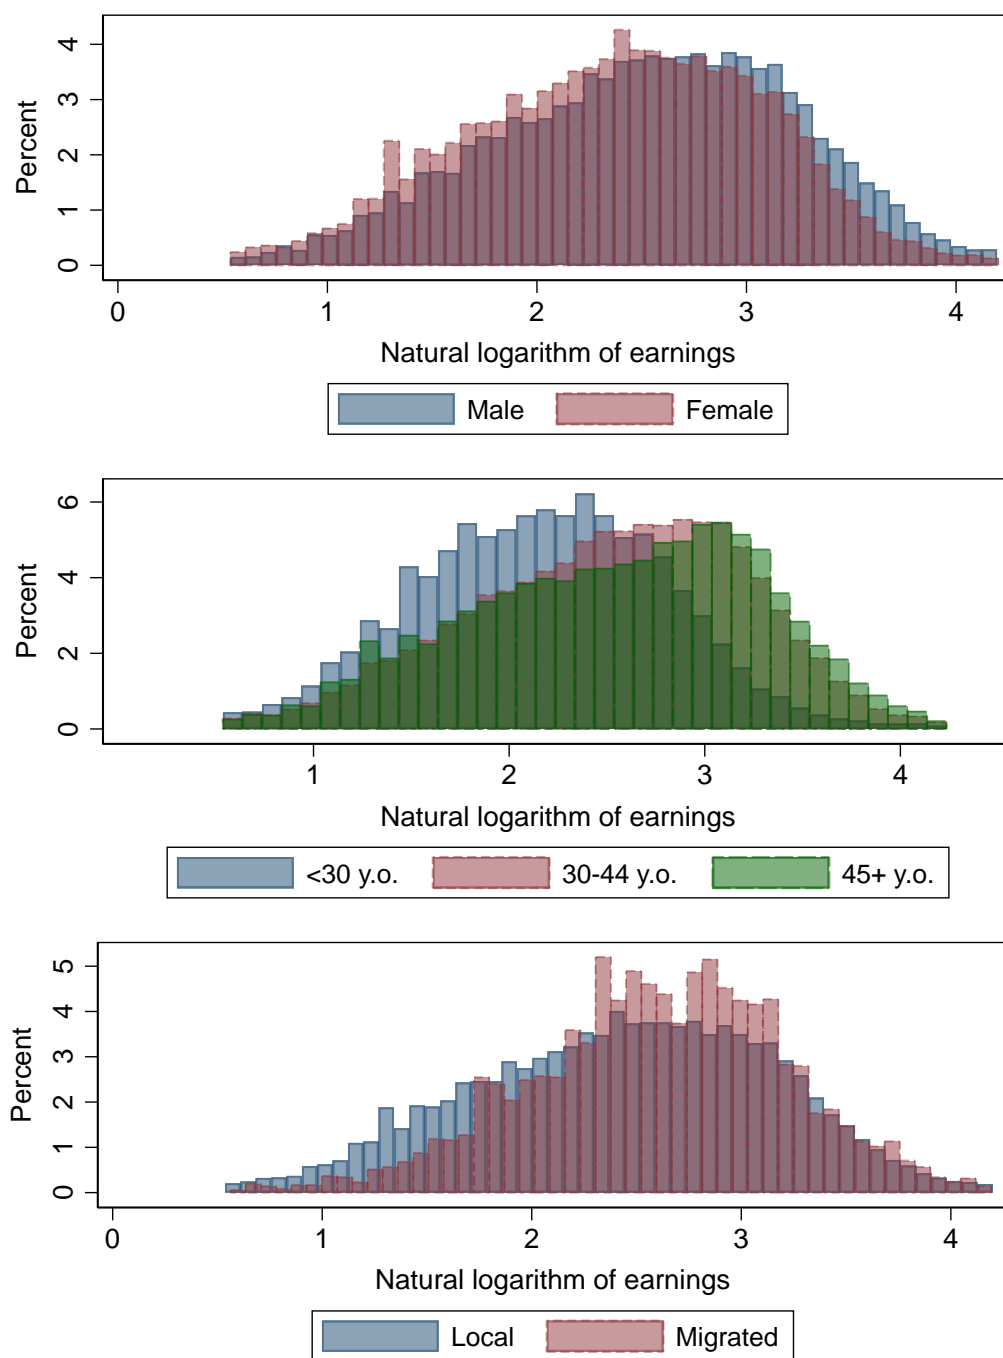 Percent
4
3
2
1
0
0 1 2 3 4
Natural logarithm of earnings
Male Female
Percent
6
4
2
0
1 2 3 4
Natural logarithm of earnings
<30 y.o. 30-44 y.o. 45+ y.o.
Percent
5
4
3
2
1
0
0 1 2 3 4
Natural logarithm of earnings
Local Migrated